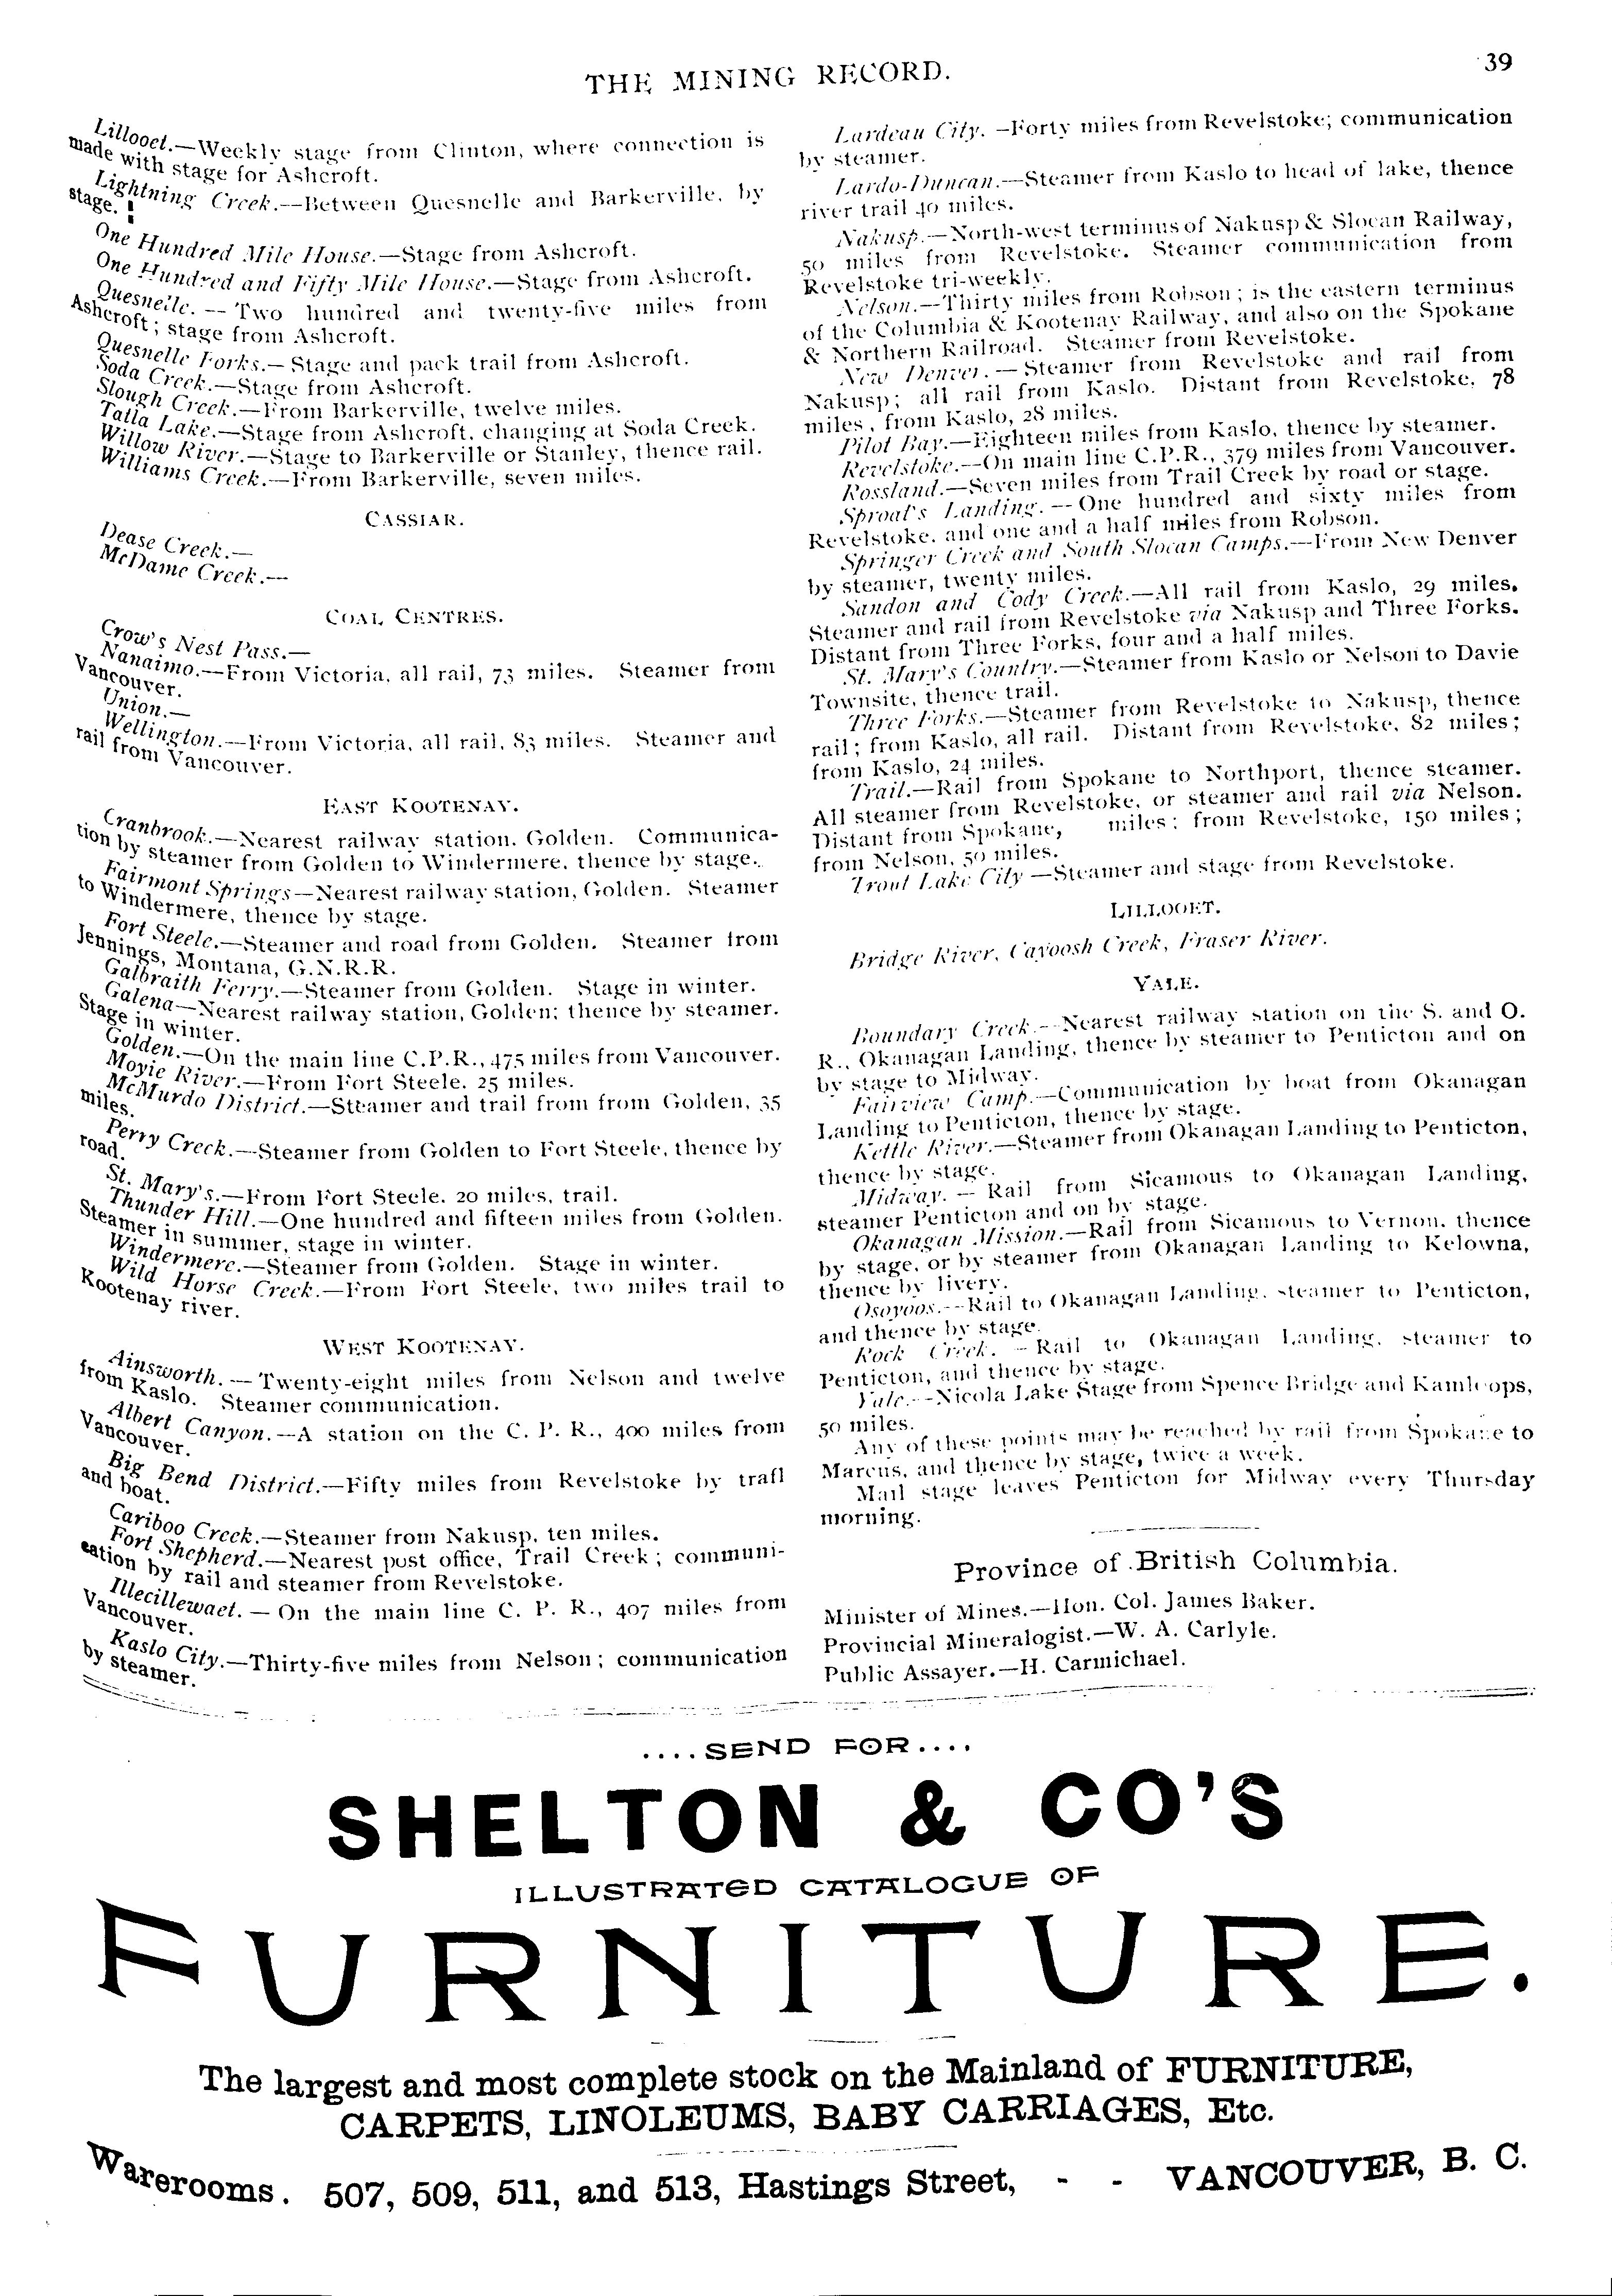 THE MINING RECORD.
39
Lillooet.—Weekly stage from Clinton, where connection is
made with stage for Ashcroft.
Lightning Creek.—Between Quesnelle and Barkerville, by
stage.
One Hundred Mile House.—Stage from Ashcroft.
One Hundred and Fifty Mile House.—Stage from Ashcroft.
Quesnelle.—Two hundred and twenty-five miles from
Ashcroft; stage from Ashcroft.
Quesnelle Forks.—Stage and pack trail from Ashcroft.
Soda Creek.—Stage from Ashcroft.
Slough Creek.—From Barkerville, twelve miles.
Tatla Lake.—Stage from Ashcroft, changing at Soda Creek.
Willow River.—Stage to Barkerville or Stanley, thence rail.
Williams Creek.—From Barkerville, seven miles.
CASSIAR.
Dease Creek.—
McDame Creek.—
COAL CENTRES.
Crow's Nest Pass.—
Nanaimo.—From Victoria, all rail, 73 miles. Steamer from
Vancouver.
Union.—
Wellington.—From Victoria, all rail, 83 miles. Steamer and
rail from Vancouver.
EAST KOOTENAY.
Cranbrook.—Nearest railway station, Golden. Communica-
tion by steamer from Golden to Windermere, thence by stage.
Fairmont Springs—Nearest railway station, Golden. Steamer
to Windermere, thence by stage.
Fort Steele.—Steamer and road from Golden. Steamer from
Jennings, Montana, G.N.R.R.
Galbraith Ferry.—Steamer from Golden. Stage in winter.
Galena—Nearest railway station, Golden; thence by steamer.
Stage in winter.
Golden.—On the main line C.P.R., 475 miles from Vancouver.
Moyie River.—From Fort Steele, 25 miles.
McMurdo District.—Steamer and trail from from Golden, 35
miles.
Perry Creek.—Steamer from Golden to Fort Steele, thence by
road.
St. Mary's.—From Fort Steele, 20 miles, trail.
Thunder Hill.—One hundred and fifteen miles from Golden.
Steamer in summer, stage in winter.
Windermere.—Steamer from Golden. Stage in winter.
Wild Horse Creek.—From Fort Steele, two miles trail to
Kootenay river.
WEST KOOTENAY.
Ainsworth.—Twenty-eight miles from Nelson and twelve
from Kaslo. Steamer communication.
Albert Canyon.—A station on the C. P. R., 400 miles from
Vancouver.
Big Bend District.—Fifty miles from Revelstoke by trail
and boat.
Cariboo Creek.—Steamer from Nakusp, ten miles.
Fort Shepherd.—Nearest post office, Trail Creek; communi-
cation by rail and steamer from Revelstoke.
Illecillewaet.—On the main line C. P. R., 407 miles from
Vancouver.
Kaslo City.—Thirty-five miles from Nelson; communication
by steamer.
Lardeau City.—Forty miles from Revelstoke; communication
by steamer.
Lardo-Duncan.—Steamer from Kaslo to head of lake, thence
river trail 40 miles.
Nakusp.—North-west terminus of Nakusp & Slocan Railway,
50 miles from Revelstoke. Steamer communication from
Revelstoke tri-weekly.
Nelson.—Thirty miles from Robson; is the eastern terminus
of the Columbia & Kootenay Railway, and also on the Spokane
& Northern Railroad. Steamer from Revelstoke.
New Denver.—Steamer from Revelstoke and rail from
Nakusp; all rail from Kaslo. Distant from Revelstoke, 78
miles, from Kaslo, 28 miles.
Pilot Bay.—Eighteen miles from Kaslo, thence by steamer.
Revelstoke.—On main line C.P.R., 379 miles from Vancouver.
Rossland.—Seven miles from Trail Creek by road or stage.
Sproat's Landing.—One hundred and sixty miles from
Revelstoke, and one and a half miles from Robson.
Springer Creek and South Slocan Camps.—From New Denver
by steamer, twenty miles.
Sandon and Cody Creek.—All rail from Kaslo, 29 miles.
Steamer and rail from Revelstoke via Nakusp and Three Forks.
Distant from Three Forks, four and a half miles.
St. Mary's Country.—Steamer from Kaslo or Nelson to Davie
Townsite, thence trail.
Three Forks.—Steamer from Revelstoke to Nakusp, thence
rail; from Kaslo, all rail. Distant from Revelstoke, 82 miles;
from Kaslo, 24 miles.
Trail.—Rail from Spokane to Northport, thence steamer.
All steamer from Revelstoke, or steamer and rail via Nelson.
Distant from Spokane, miles; from Revelstoke, 150 miles;
from Nelson, 50 miles.
Trout Lake City—Steamer and stage from Revelstoke.
LILLOOET.
Bridge River, Cayoosh Creek, Fraser River.
YALE.
Boundary Creek.—Nearest railway station on the S. and O.
R., Okanagan Landing, thence by steamer to Penticton and on
by stage to Midway.
Fairview Camp.—Communication by boat from Okanagan
Landing to Penticton, thence by stage.
Kettle River.—Steamer from Okanagan Landing to Penticton,
thence by stage.
Midway.—Rail from Sicamous to Okanagan Landing,
steamer Penticton and on by stage.
Okanagan Mission.—Rail from Sicamous to Vernon, thence
by stage, or by steamer from Okanagan Landing to Kelowna,
thence by livery.
Osoyoos.—Rail to Okanagan Landing, steamer to Penticton,
and thence by stage.
Rock Creek.—Rail to Okanagan Landing, steamer to
Penticton, and thence by stage.
Yale.—Nicola Lake Stage from Spence Bridge and Kamloops,
50 miles.
Any of these points may be reached by rail from Spokane to
Marcus, and thence by stage, twice a week.
Mail stage leaves Penticton for Midway every Thursday
morning.
Province of British Columbia.
Minister of Mines.—Hon. Col. James Baker.
Provincial Mineralogist.—W. A. Carlyle.
Public Assayer.—H. Carmichael.
....SEND FOR....
SHELTON & CO'S
ILLUSTRATED CATALOGUE OF
FURNITURE.
The largest and most complete stock on the Mainland of FURNITURE,
CARPETS, LINOLEUMS, BABY CARRIAGES, Etc.
Warerooms. 507, 509, 511, and 513, Hastings Street, - - VANCOUVER, B. C.